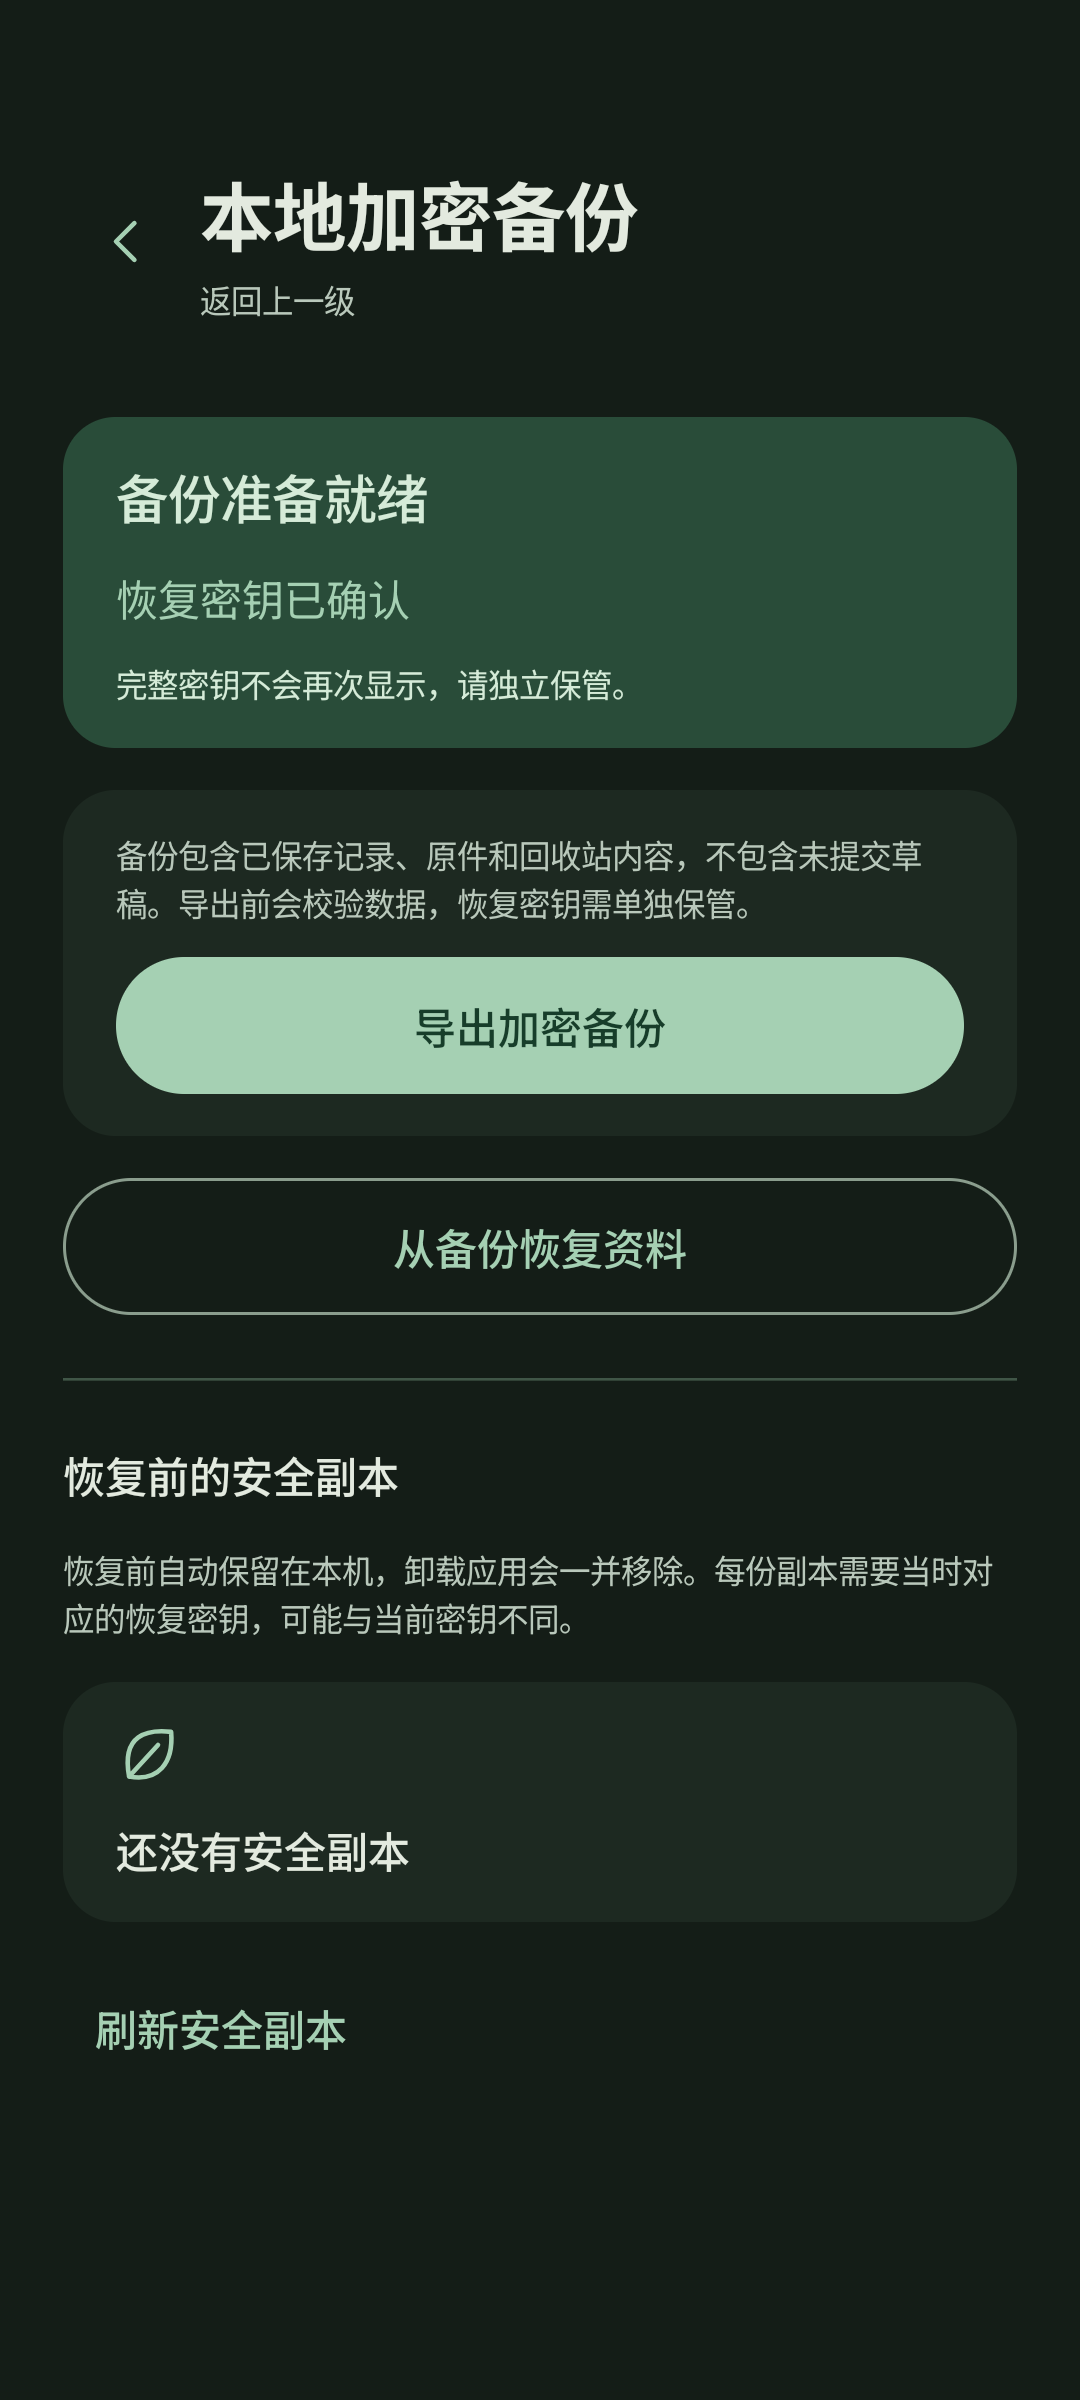 本地加密备份
返回上一级
备份准备就绪
恢复密钥已确认
完整密钥不会再次显示，请独立保管。
备份包含已保存记录、原件和回收站内容，不包含未提交草
稿。导出前会校验数据，恢复密钥需单独保管。
导出加密备份
从备份恢复资料
恢复前的安全副本
恢复前自动保留在本机，卸载应用会一并移除。每份副本需要当时对
应的恢复密钥，可能与当前密钥不同。
还没有安全副本
刷新安全副本